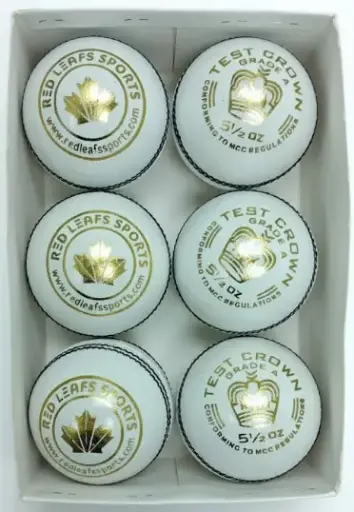 RED LEAFS SPORTS
www.redleafssports.com
TEST CROWN
GRADE A
5½ OZ
CONFORMING TO MCC REGULATIONS
RED LEAFS SPORTS
www.redleafssports.com
TEST CROWN
GRADE A
5½ OZ
CONFORMING TO MCC REGULATIONS
RED LEAFS SPORTS
www.redleafssports.com
TEST CROWN
GRADE A
5½ OZ
CONFORMING TO MCC REGULATIONS